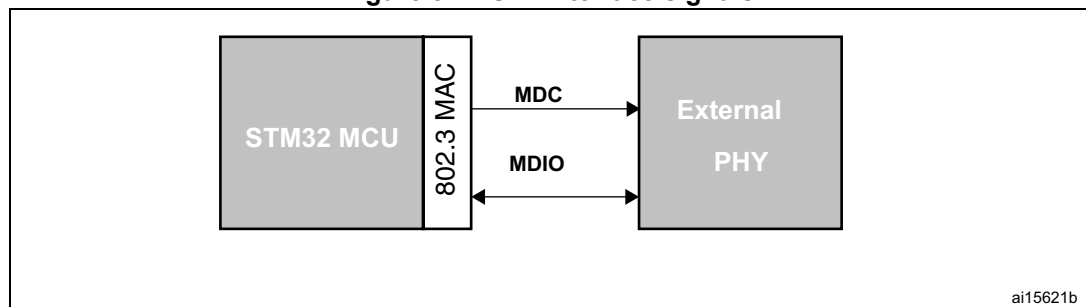 STM32 MCU
802.3 MAC
MDC
MDIO
External
PHY
ai15621b